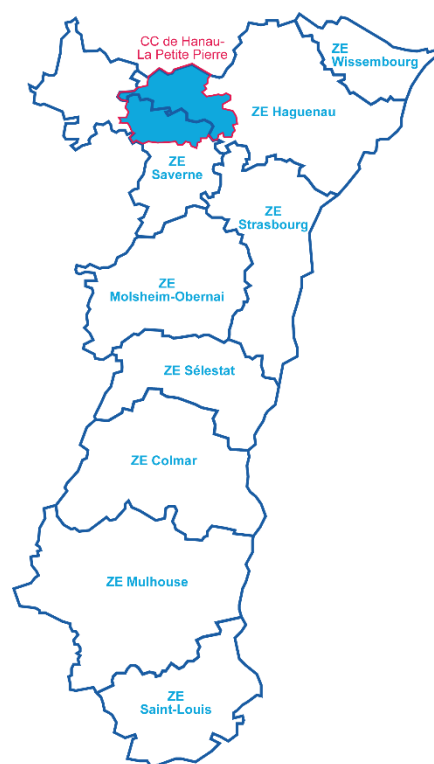 CC de Hanau-
La Petite Pierre
ZE
Wissembourg
ZE Haguenau
ZE
Saverne
ZE
Strasbourg
ZE
Molsheim-Obernai
ZE Sélestat
ZE Colmar
ZE Mulhouse
ZE
Saint-Louis